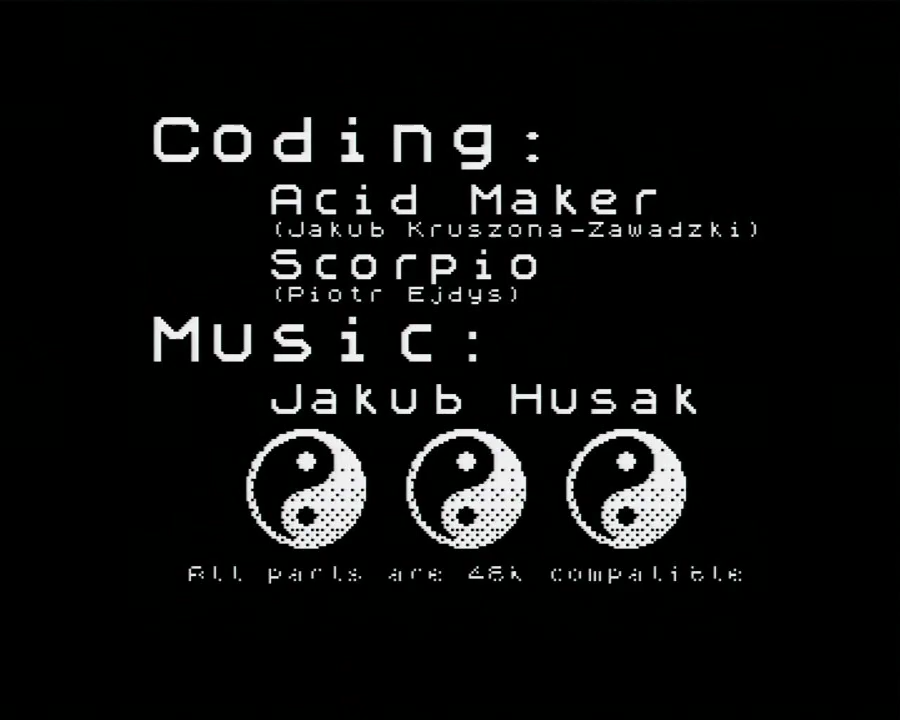 Coding:
Acid Maker
(Jakub Kruszona-Zawadzki)
Scorpio
(Piotr Ejdys)
Music:
Jakub Husak
All parts are 48k compatible